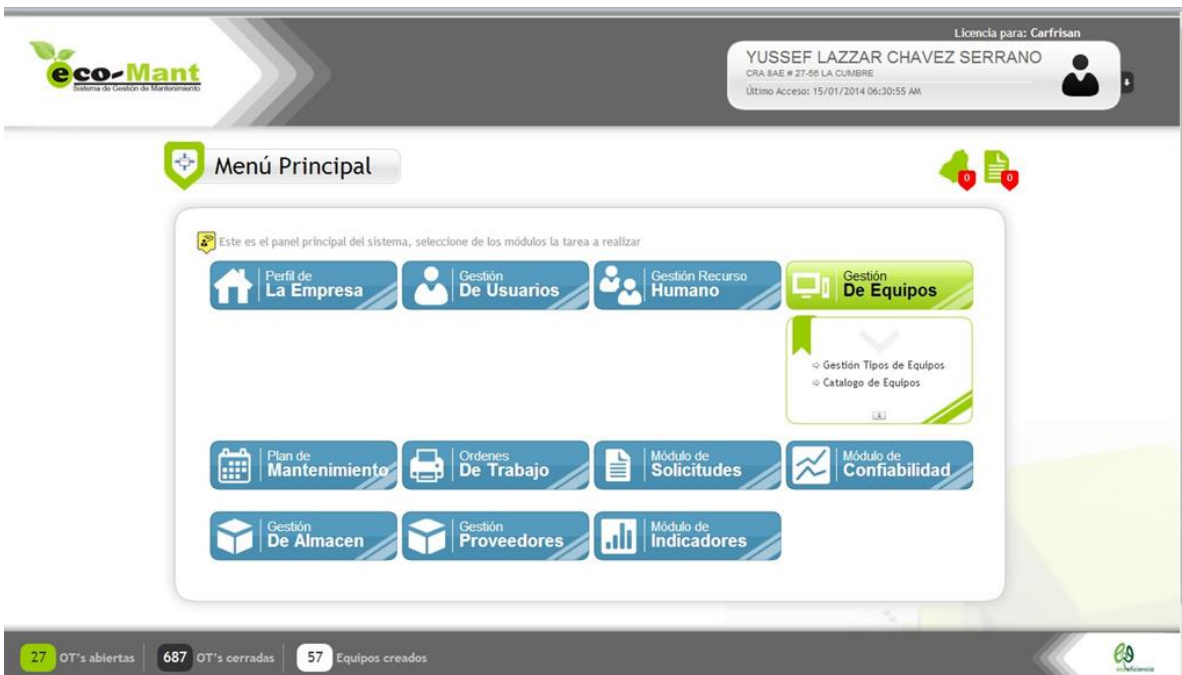 Licencia para: Carfrisan
eco-Mant
Sistema de Gestión de Mantenimiento
YUSSEF LAZZAR CHAVEZ SERRANO
CRA 8AE # 27-56 LA CUMBRE
Último Acceso: 15/01/2014 06:30:55 AM
Menú Principal
0
0
Este es el panel principal del sistema, seleccione de los módulos la tarea a realizar
Perfil de
La Empresa
Gestión
De Usuarios
Gestión Recurso
Humano
Gestión
De Equipos
Gestión Tipos de Equipos
Catalogo de Equipos
Plan de
Mantenimiento
Ordenes
De Trabajo
Módulo de
Solicitudes
Módulo de
Confiabilidad
Gestión
De Almacen
Gestión
Proveedores
Módulo de
Indicadores
27 OT's abiertas 687 OT's cerradas 57 Equipos creados
ecoeficiencia